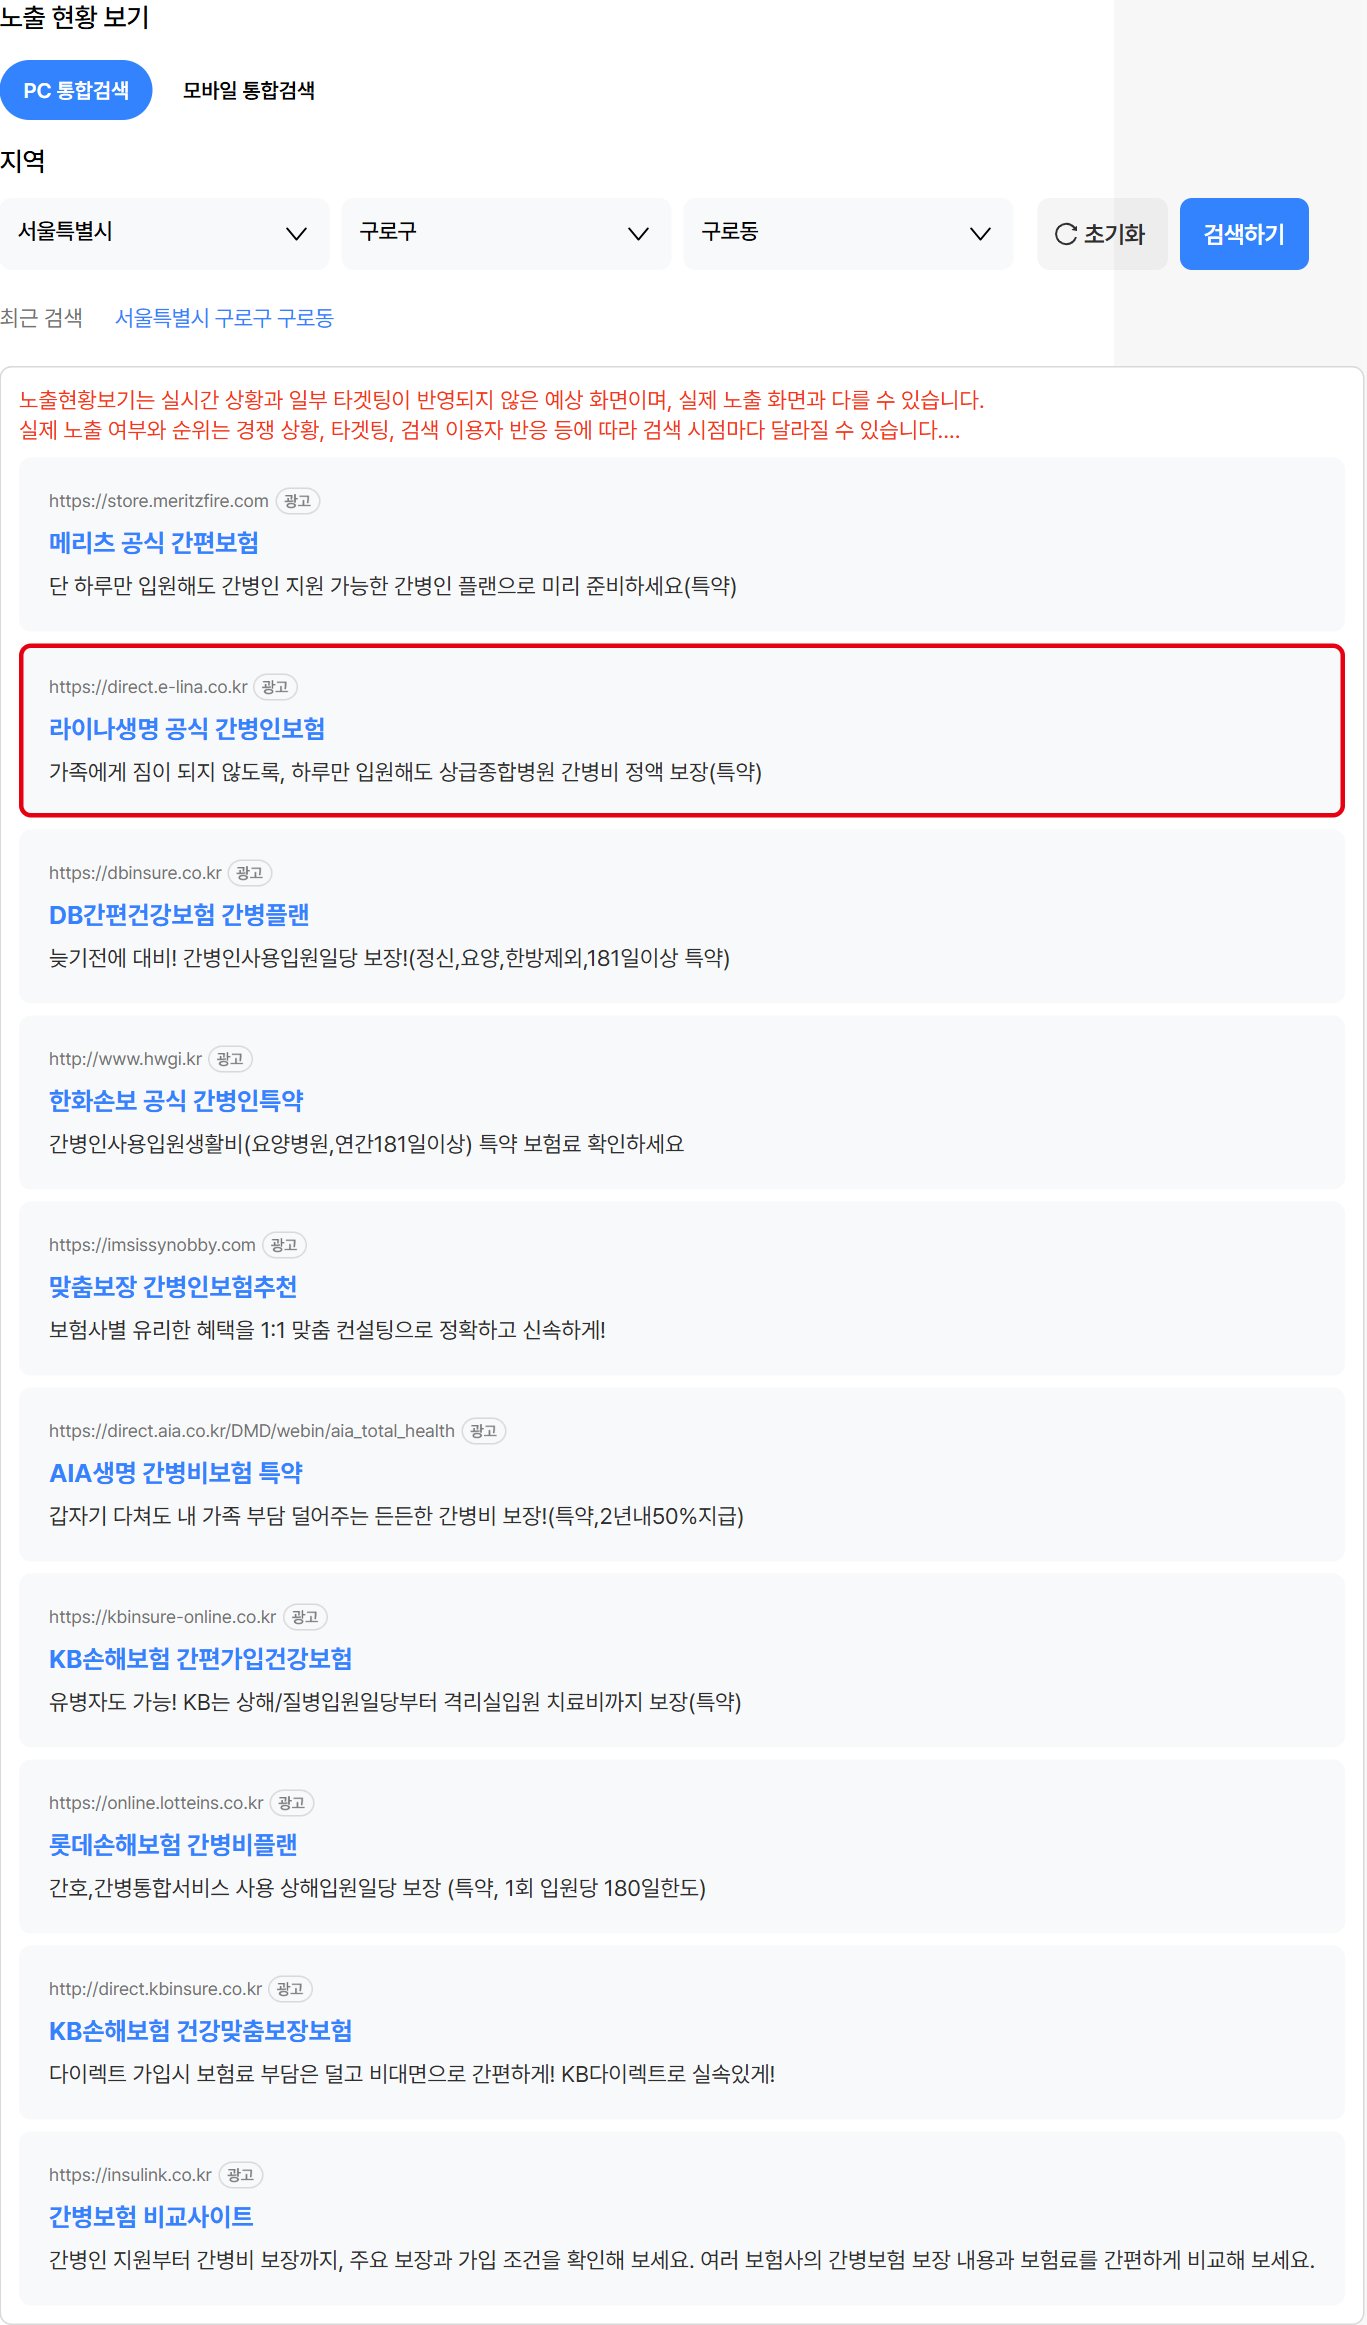 노출 현황 보기
PC 통합검색 모바일 통합검색
지역
서울특별시 구로구 구로동 초기화 검색하기
최근 검색 서울특별시 구로구 구로동
노출현황보기는 실시간 상황과 일부 타겟팅이 반영되지 않은 예상 화면이며, 실제 노출 화면과 다를 수 있습니다.
실제 노출 여부와 순위는 경쟁 상황, 타겟팅, 검색 이용자 반응 등에 따라 검색 시점마다 달라질 수 있습니다....
https://store.meritzfire.com 광고
메리츠 공식 간편보험
단 하루만 입원해도 간병인 지원 가능한 간병인 플랜으로 미리 준비하세요(특약)
https://direct.e-lina.co.kr 광고
라이나생명 공식 간병인보험
가족에게 짐이 되지 않도록, 하루만 입원해도 상급종합병원 간병비 정액 보장(특약)
https://dbinsure.co.kr 광고
DB간편건강보험 간병플랜
늦기전에 대비! 간병인사용입원일당 보장!(정신,요양,한방제외,181일이상 특약)
http://www.hwgi.kr 광고
한화손보 공식 간병인특약
간병인사용입원생활비(요양병원,연간181일이상) 특약 보험료 확인하세요
https://imsissynobby.com 광고
맞춤보장 간병인보험추천
보험사별 유리한 혜택을 1:1 맞춤 컨설팅으로 정확하고 신속하게!
https://direct.aia.co.kr/DMD/webin/aia_total_health 광고
AIA생명 간병비보험 특약
갑자기 다쳐도 내 가족 부담 덜어주는 든든한 간병비 보장!(특약,2년내50%지급)
https://kbinsure-online.co.kr 광고
KB손해보험 간편가입건강보험
유병자도 가능! KB는 상해/질병입원일당부터 격리실입원 치료비까지 보장(특약)
https://online.lotteins.co.kr 광고
롯데손해보험 간병비플랜
간호,간병통합서비스 사용 상해입원일당 보장 (특약, 1회 입원당 180일한도)
http://direct.kbinsure.co.kr 광고
KB손해보험 건강맞춤보장보험
다이렉트 가입시 보험료 부담은 덜고 비대면으로 간편하게! KB다이렉트로 실속있게!
https://insulink.co.kr 광고
간병보험 비교사이트
간병인 지원부터 간병비 보장까지, 주요 보장과 가입 조건을 확인해 보세요. 여러 보험사의 간병보험 보장 내용과 보험료를 간편하게 비교해 보세요.